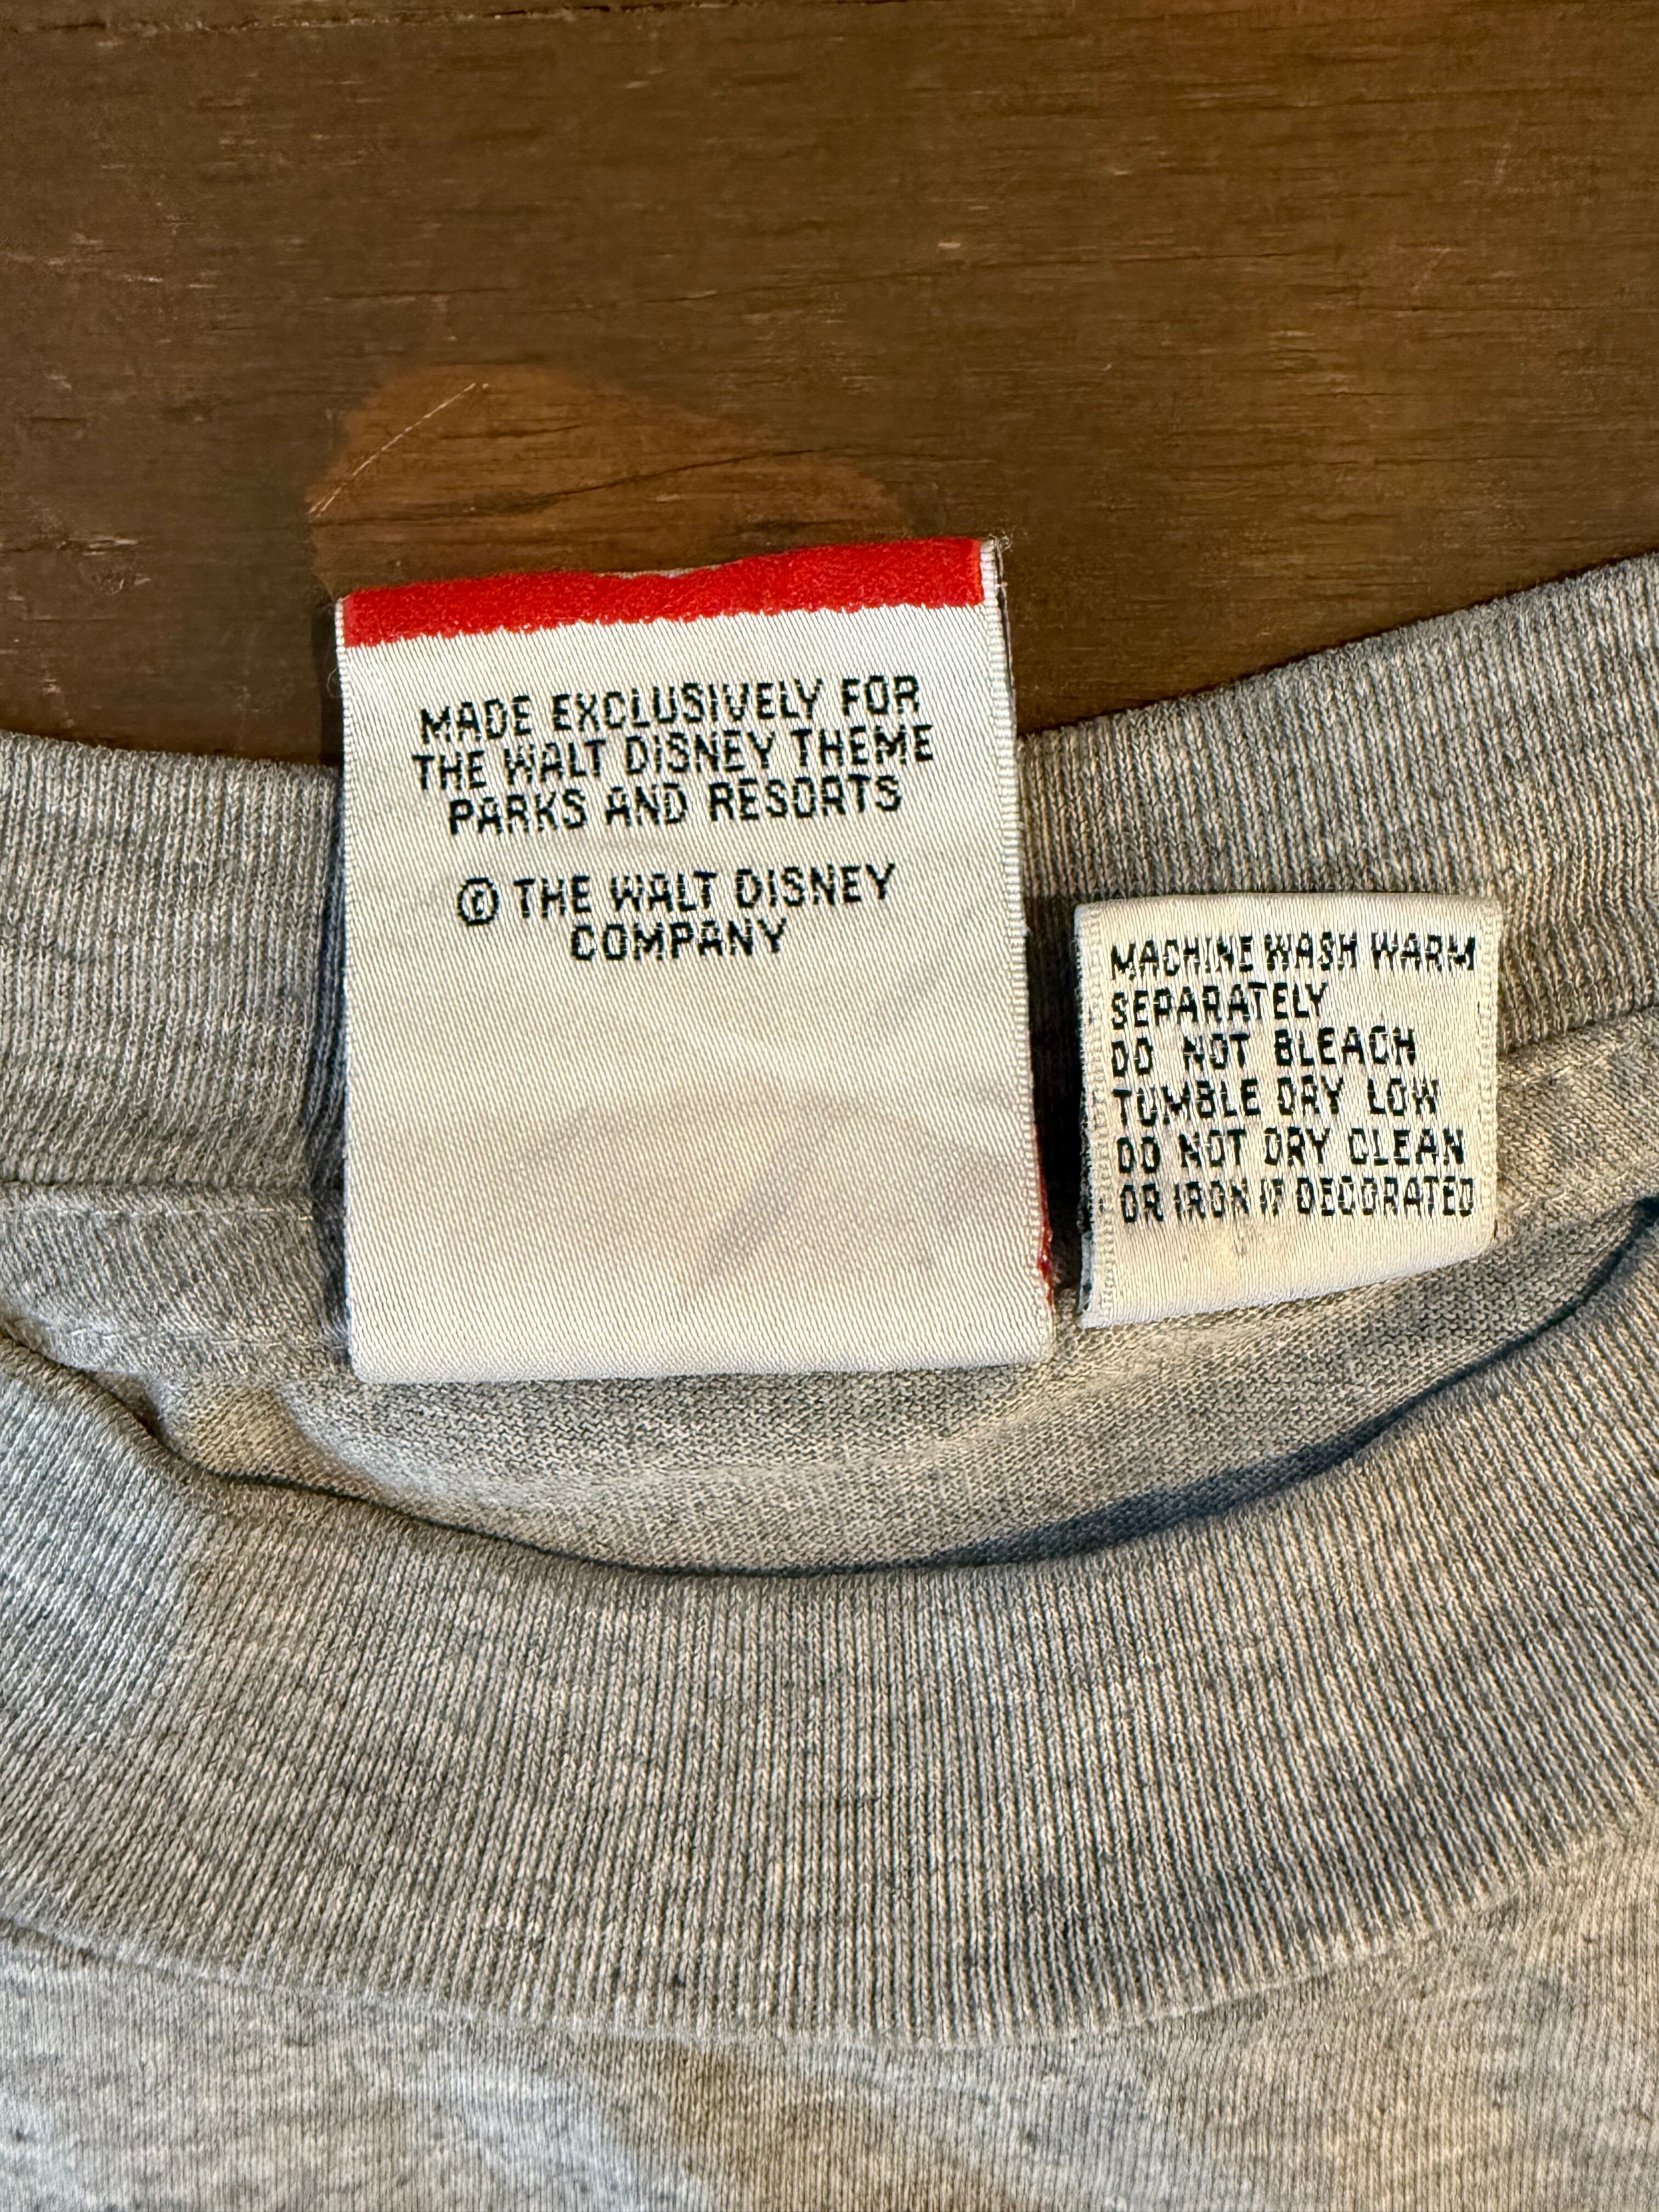 MADE EXCLUSIVELY FOR
THE WALT DISNEY THEME
PARKS AND RESORTS
© THE WALT DISNEY
COMPANY
MACHINE WASH WARM
SEPARATELY
DO NOT BLEACH
TUMBLE DRY LOW
DO NOT DRY CLEAN
OR IRON IF DECORATED